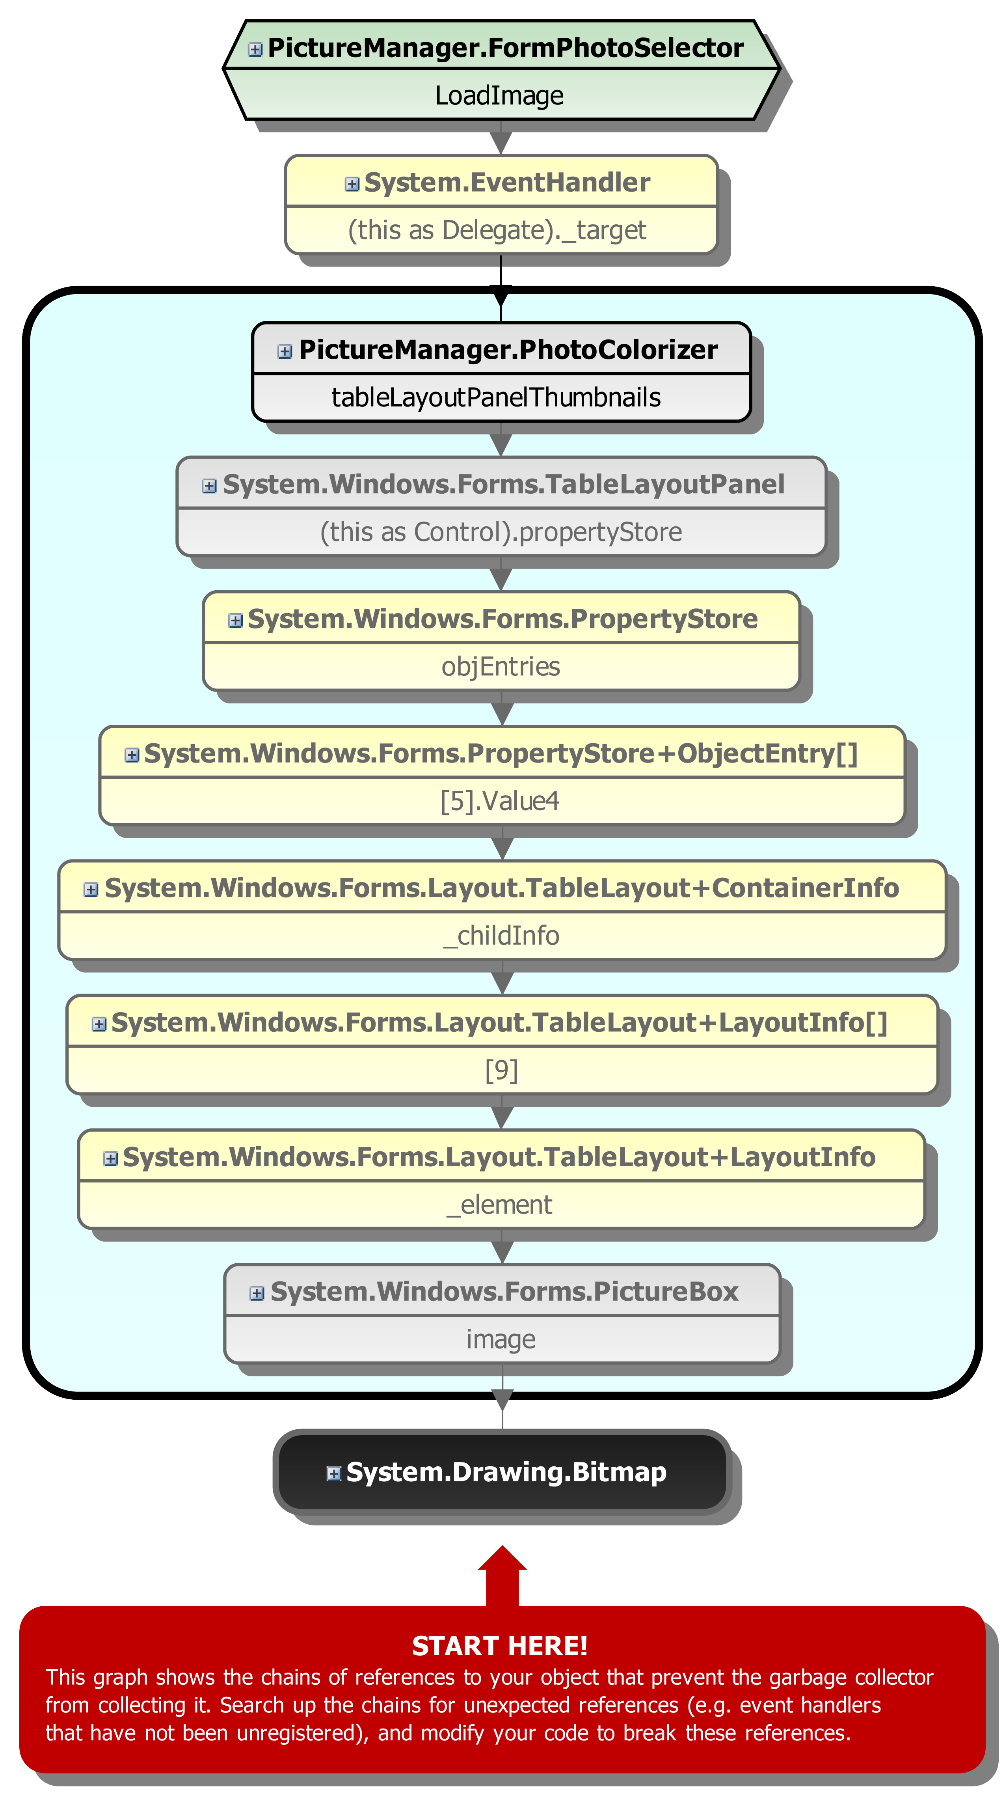 PictureManager.FormPhotoSelector
LoadImage
System.EventHandler
(this as Delegate)._target
PictureManager.PhotoColorizer
tableLayoutPanelThumbnails
System.Windows.Forms.TableLayoutPanel
(this as Control).propertyStore
System.Windows.Forms.PropertyStore
objEntries
System.Windows.Forms.PropertyStore+ObjectEntry[]
[5].Value4
System.Windows.Forms.Layout.TableLayout+ContainerInfo
_childInfo
System.Windows.Forms.Layout.TableLayout+LayoutInfo[]
[9]
System.Windows.Forms.Layout.TableLayout+LayoutInfo
_element
System.Windows.Forms.PictureBox
image
System.Drawing.Bitmap
START HERE!
This graph shows the chains of references to your object that prevent the garbage collector
from collecting it. Search up the chains for unexpected references (e.g. event handlers
that have not been unregistered), and modify your code to break these references.